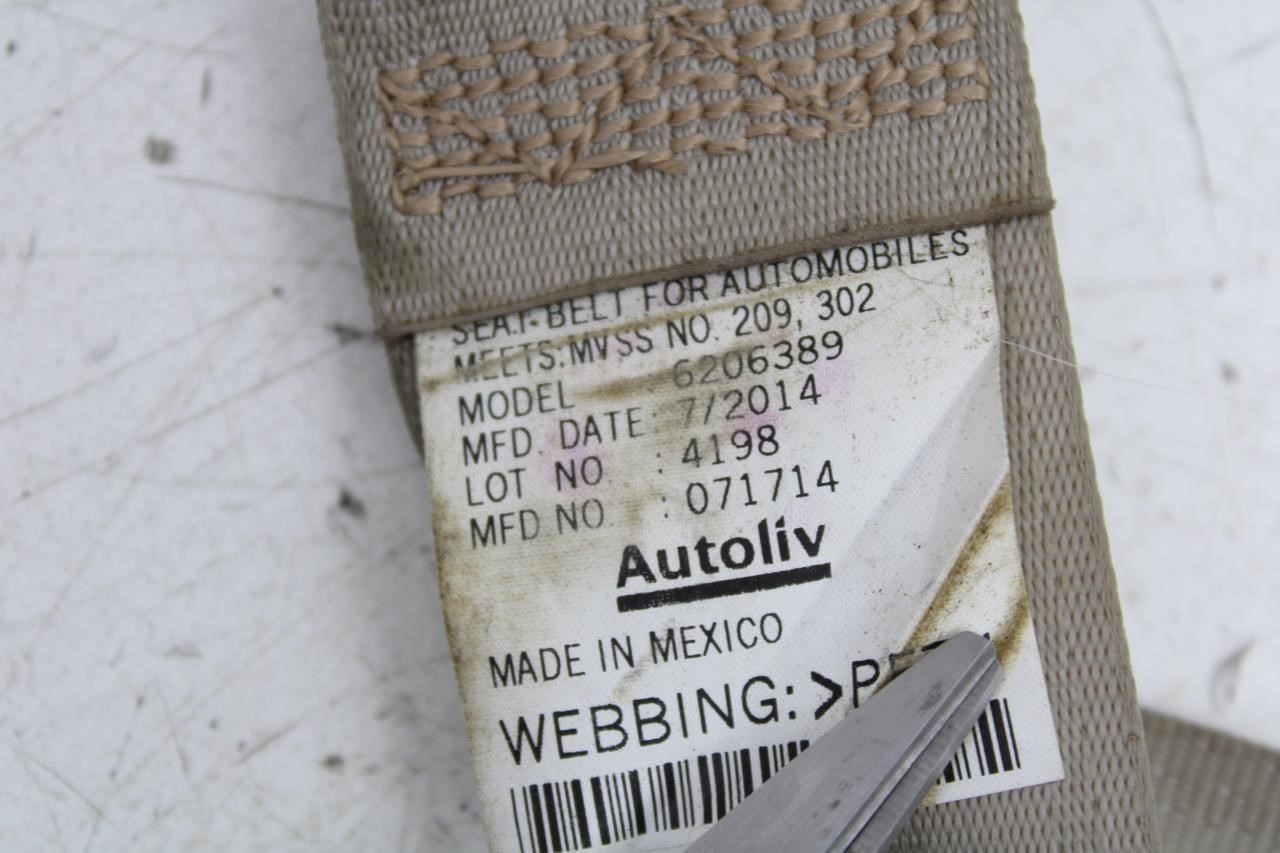 SEAT BELT FOR AUTOMOBILES
MEETS: MVSS NO. 209, 302
MODEL : 6206389
MFD. DATE : 7/2014
LOT NO. : 4198
MFD NO. : 071714
Autoliv
MADE IN MEXICO
WEBBING: >P